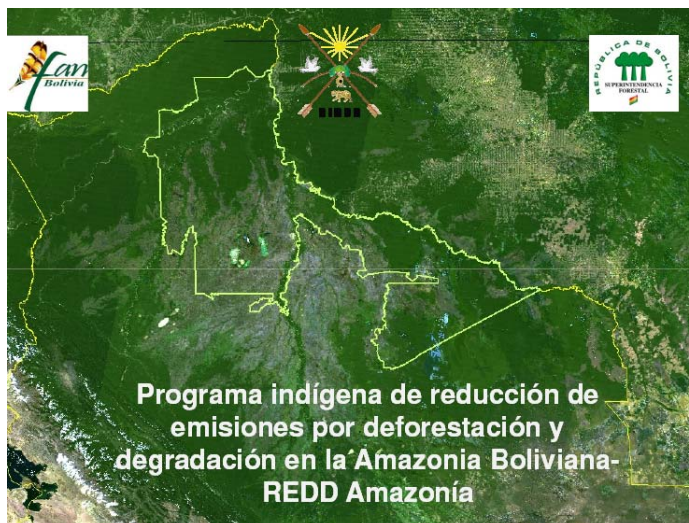 fan
Bolivia
REPÚBLICA DE BOLIVIA
SUPERINTENDENCIA
FORESTAL
Programa indígena de reducción de
emisiones por deforestación y
degradación en la Amazonia Boliviana-
REDD Amazonía